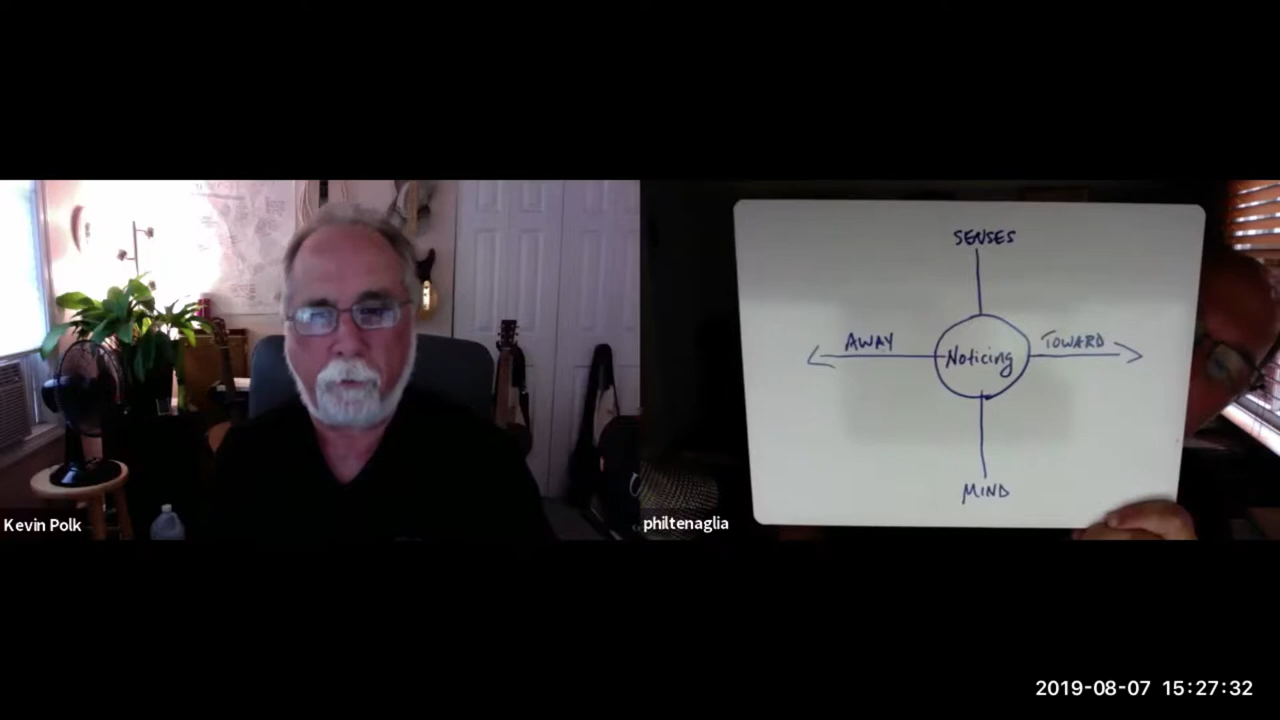 SENSES
AWAY
TOWARD
Noticing
MIND
Kevin Polk
philtenaglia
2019-08-07 15:27:32